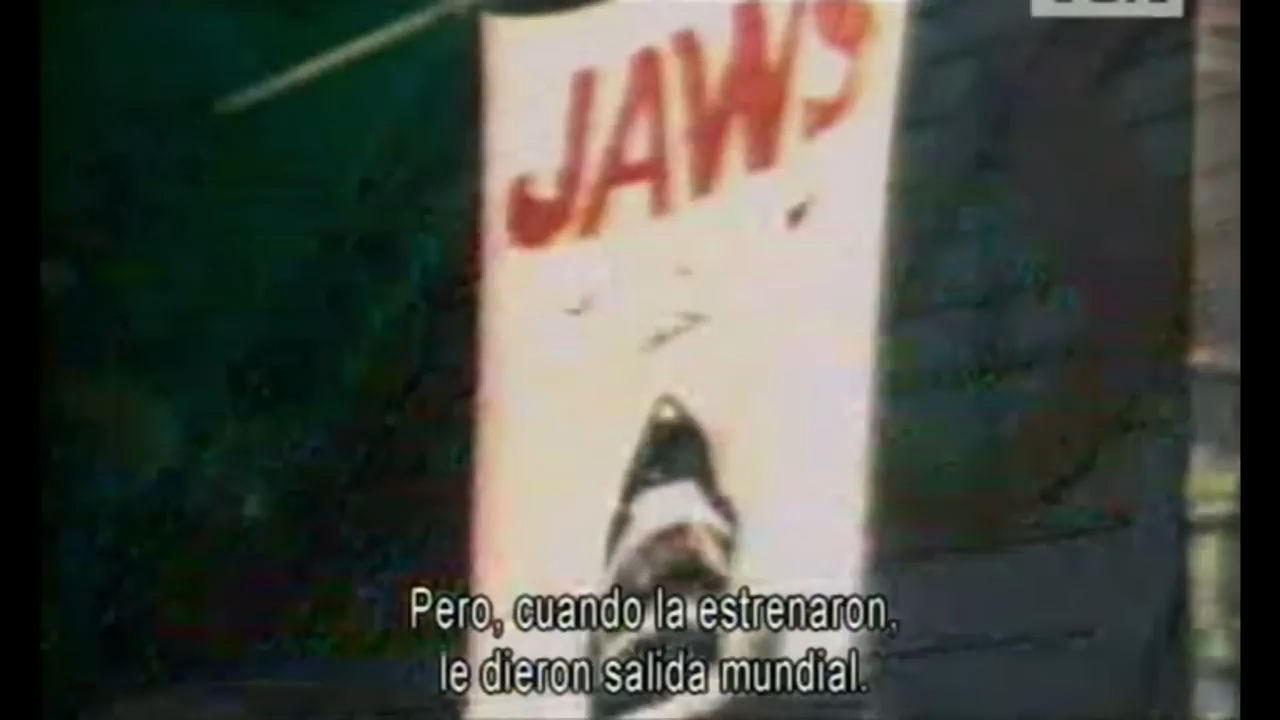 JAWS
Pero, cuando la estrenaron,
le dieron salida mundial.